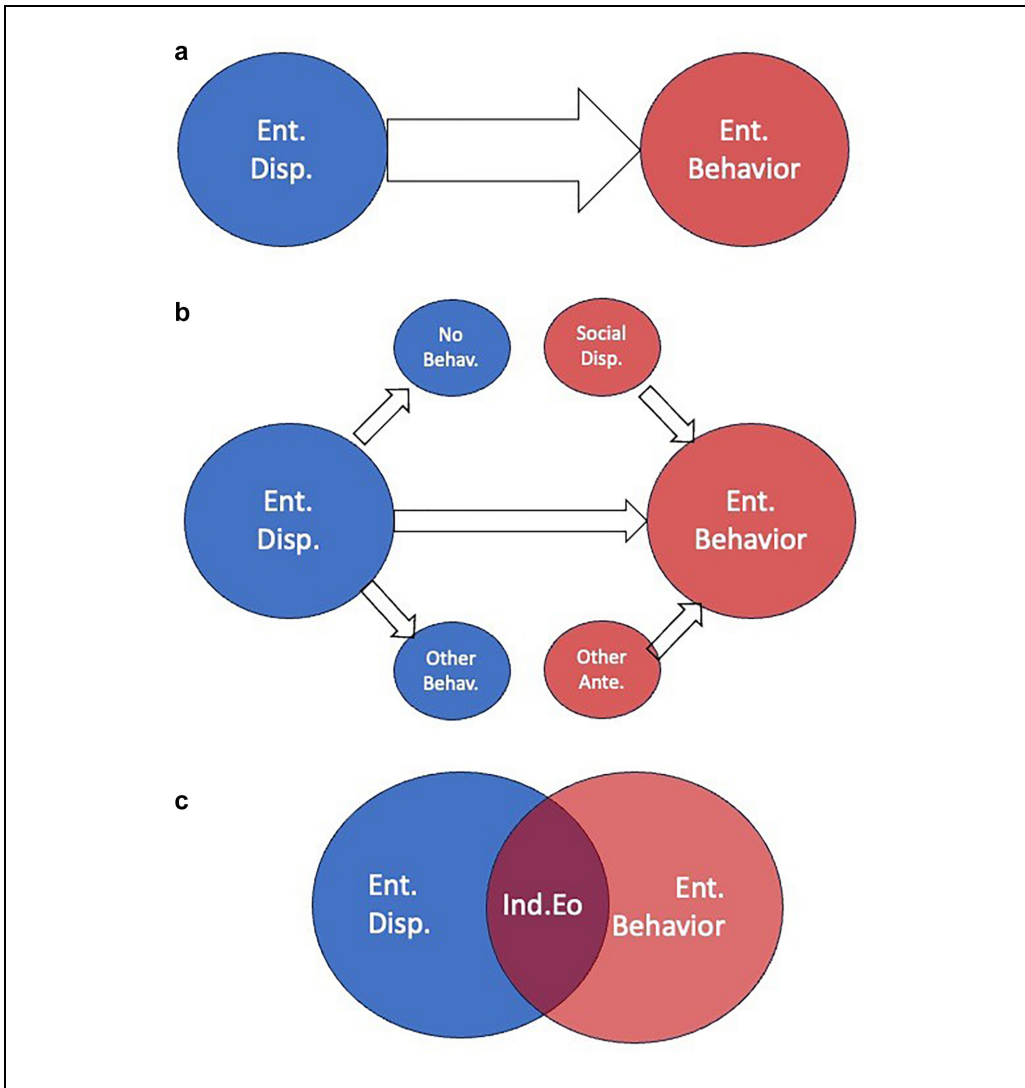 a
Ent.
Disp.
Ent.
Behavior
b
No
Behav.
Social
Disp.
Ent.
Disp.
Ent.
Behavior
Other
Behav.
Other
Ante.
c
Ent.
Disp.
Ind.Eo
Ent.
Behavior